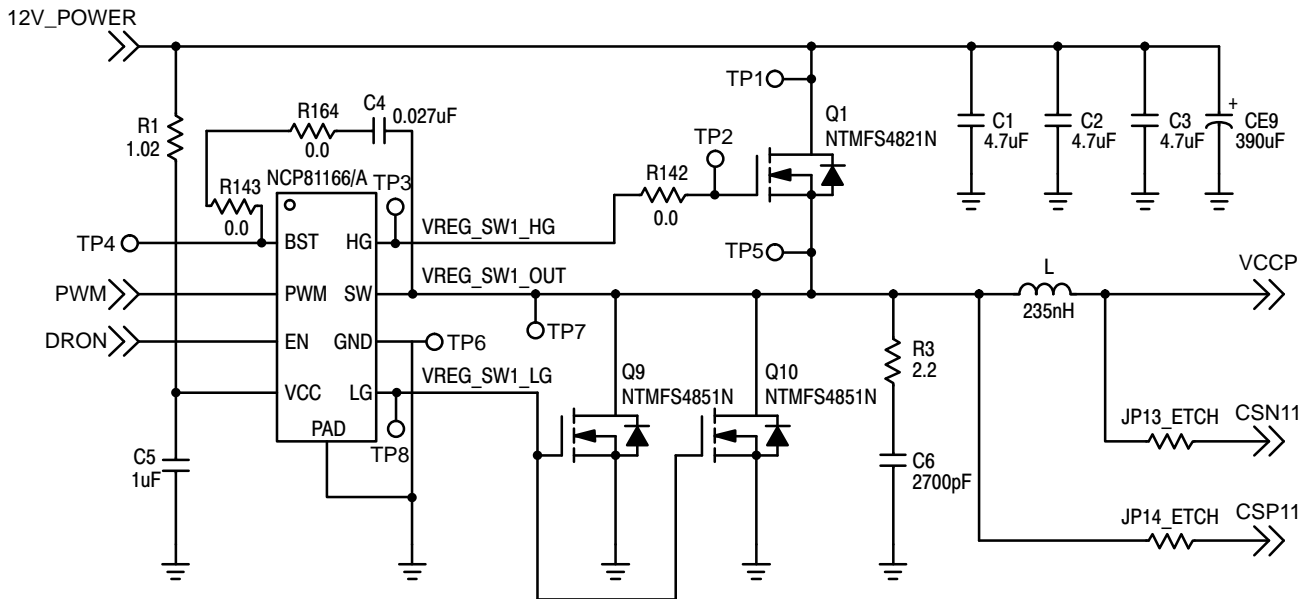 12V_POWER
TP1
R164
0.0
C4
0.027uF
R1
1.02
Q1
NTMFS4821N
C1
4.7uF
C2
4.7uF
C3
4.7uF
+
CE9
390uF
R143
0.0
NCP81166/A
TP3
TP2
R142
0.0
TP4
BST
HG
VREG_SW1_HG
TP5
PWM
PWM
SW
VREG_SW1_OUT
TP7
L
235nH
VCCP
DRON
EN
GND
TP6
VCC
LG
VREG_SW1_LG
TP8
PAD
Q9
NTMFS4851N
Q10
NTMFS4851N
R3
2.2
C5
1uF
C6
2700pF
JP13_ETCH
CSN11
JP14_ETCH
CSP11